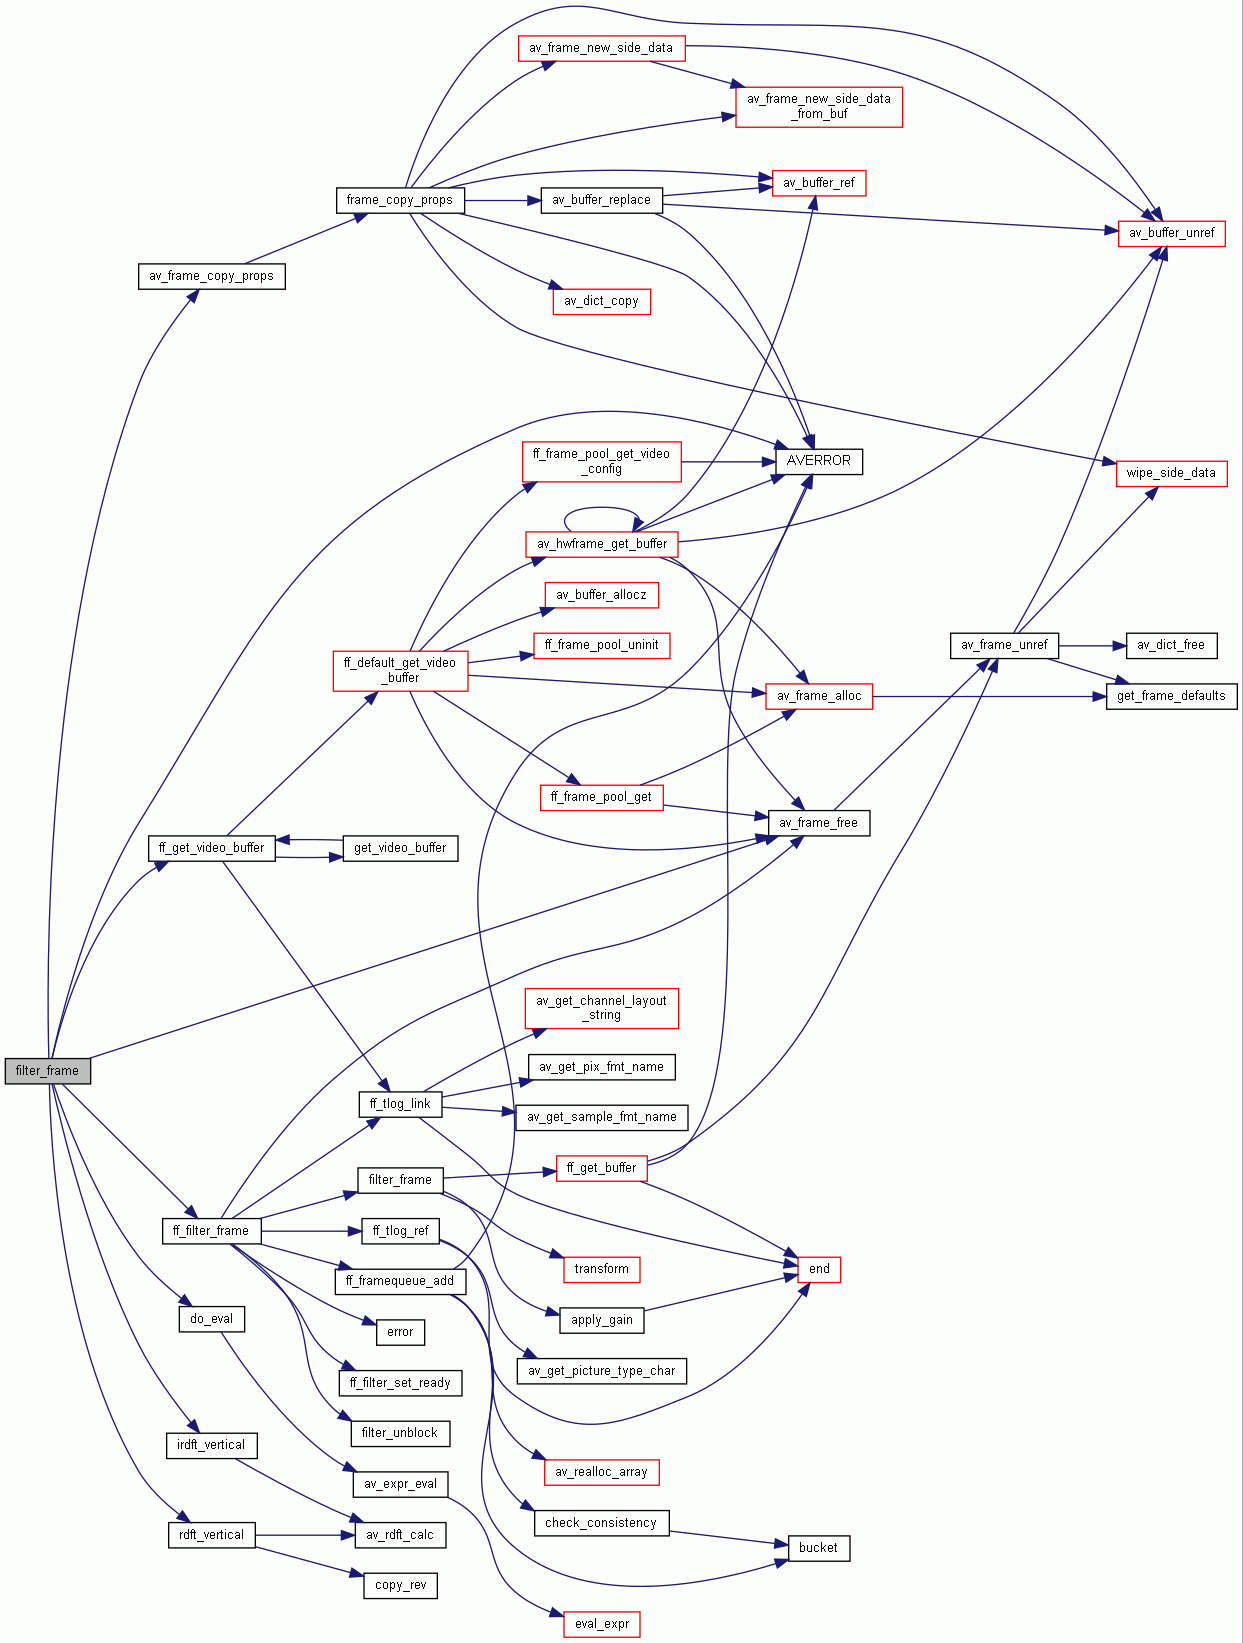 av_frame_new_side_data
av_frame_new_side_data
_from_buf
av_buffer_ref
frame_copy_props
av_buffer_replace
av_buffer_unref
av_frame_copy_props
av_dict_copy
ff_frame_pool_get_video
_config
AVERROR
wipe_side_data
av_hwframe_get_buffer
av_buffer_allocz
ff_frame_pool_uninit
av_frame_unref
av_dict_free
ff_default_get_video
_buffer
av_frame_alloc
get_frame_defaults
ff_frame_pool_get
av_frame_free
ff_get_video_buffer
get_video_buffer
av_get_channel_layout
_string
filter_frame
av_get_pix_fmt_name
ff_tlog_link
av_get_sample_fmt_name
filter_frame
ff_get_buffer
ff_filter_frame
ff_tlog_ref
transform
end
ff_framequeue_add
do_eval
apply_gain
error
av_get_picture_type_char
ff_filter_set_ready
filter_unblock
irdft_vertical
av_realloc_array
av_expr_eval
check_consistency
rdft_vertical
av_rdft_calc
bucket
copy_rev
eval_expr